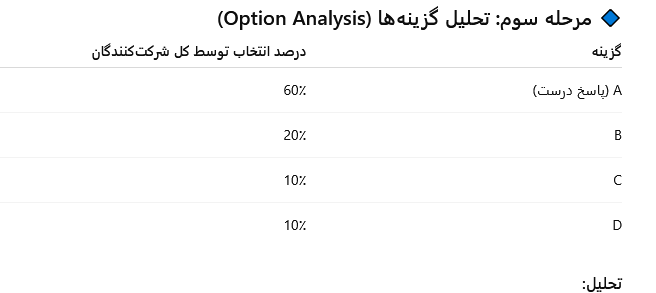 🔷 مرحله سوم: تحلیل گزینه‌ها (Option Analysis)
گزینه	درصد انتخاب توسط کل شرکت‌کنندگان
A (پاسخ درست)	60٪
B	20٪
C	10٪
D	10٪
تحلیل: